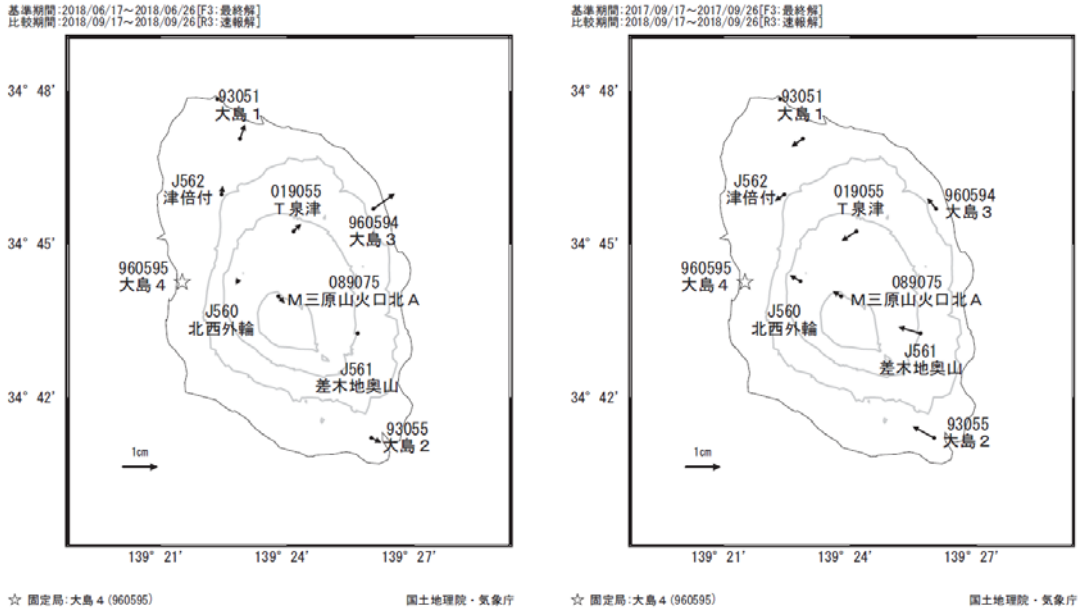 基準期間:2018/06/17～2018/06/26[F3:最終解]
比較期間:2018/09/17～2018/09/26[R3:速報解]
34° 48'
93051
大島１
J562
津倍付
019055
Ｔ泉津
960594
大島３
34° 45'
960595
大島４
089075
Ｍ三原山火口北Ａ
J560
北西外輪
J561
差木地奥山
34° 42'
93055
大島２
1cm
139° 21'
139° 24'
139° 27'
☆ 固定局:大島４(960595)
国土地理院・気象庁
基準期間:2017/09/17～2017/09/26[F3:最終解]
比較期間:2018/09/17～2018/09/26[R3:速報解]
34° 48'
93051
大島１
J562
津倍付
019055
Ｔ泉津
960594
大島３
34° 45'
960595
大島４
089075
Ｍ三原山火口北Ａ
J560
北西外輪
J561
差木地奥山
34° 42'
93055
大島２
1cm
139° 21'
139° 24'
139° 27'
☆ 固定局:大島４(960595)
国土地理院・気象庁